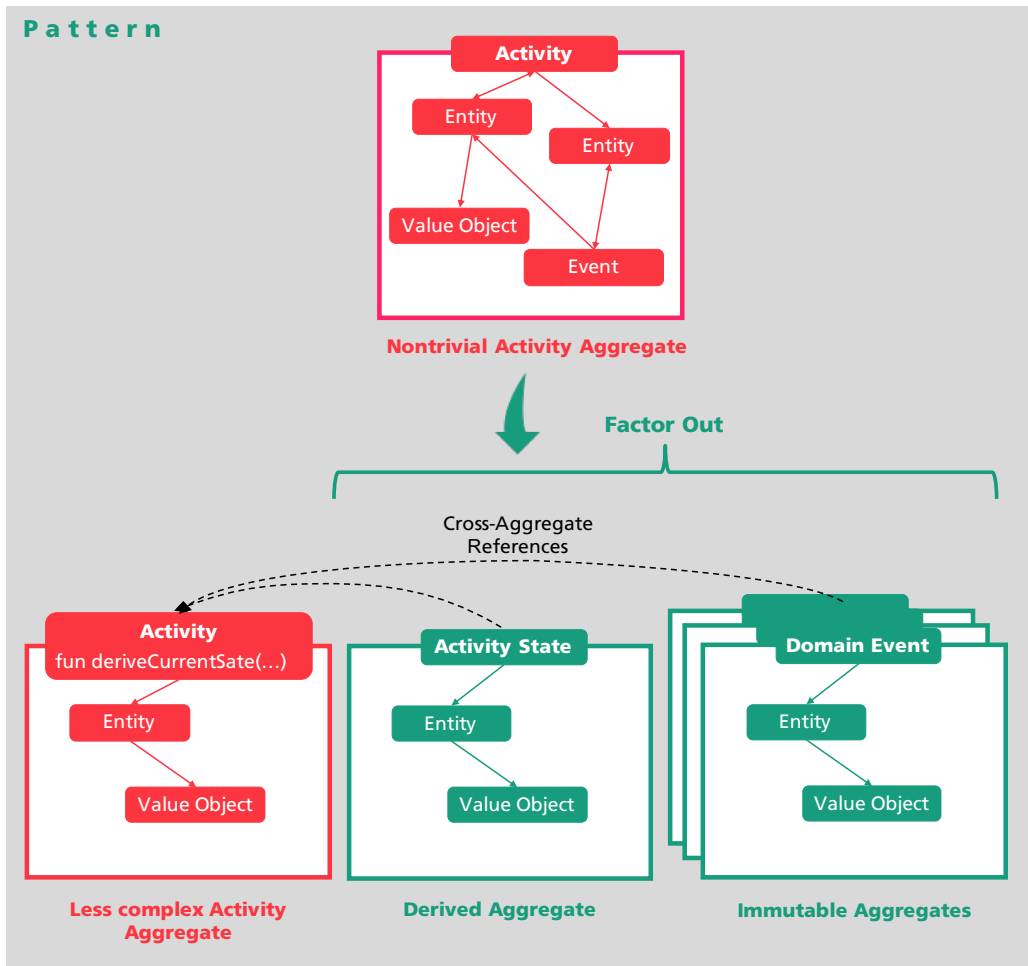 Pattern
Activity
Entity
Entity
Value Object
Event
Nontrivial Activity Aggregate
Factor Out
Cross-Aggregate
References
Activity
fun deriveCurrentSate(...)
Entity
Value Object
Less complex Activity
Aggregate
Activity State
Entity
Value Object
Derived Aggregate
Domain Event
Entity
Value Object
Immutable Aggregates